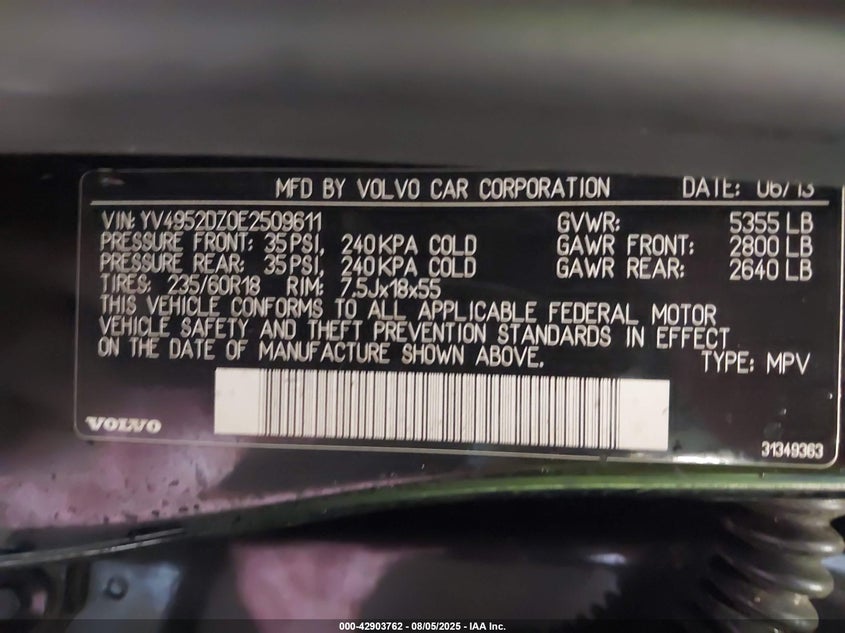 MFD BY VOLVO CAR CORPORATION DATE: 06/13
VIN: YV4952DZ0E2509611 GVWR: 5355 LB
PRESSURE FRONT: 35 PSI, 240 KPA COLD GAWR FRONT: 2800 LB
PRESSURE REAR: 35 PSI, 240 KPA COLD GAWR REAR: 2640 LB
TIRES: 235/60R18 RIM: 7.5Jx18x55
THIS VEHICLE CONFORMS TO ALL APPLICABLE FEDERAL MOTOR
VEHICLE SAFETY AND THEFT PREVENTION STANDARDS IN EFFECT
ON THE DATE OF MANUFACTURE SHOWN ABOVE. TYPE: MPV
VOLVO 31349363
000-42903762 - 08/05/2025 - IAA Inc.